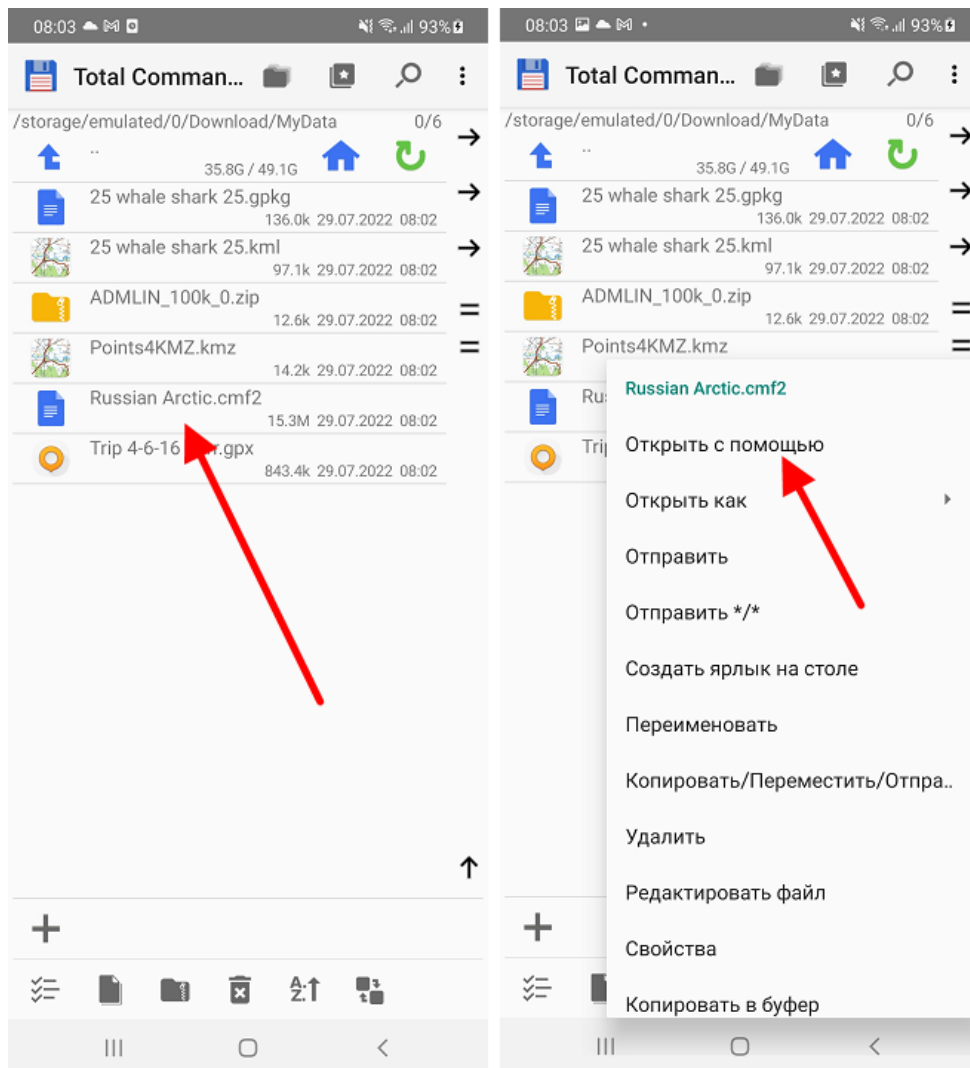 08:03
93%
Total Comman...
/storage/emulated/0/Download/MyData 0/6
..
35.8G / 49.1G
25 whale shark 25.gpkg
136.0k 29.07.2022 08:02
25 whale shark 25.kml
97.1k 29.07.2022 08:02
ADMLIN_100k_0.zip
12.6k 29.07.2022 08:02
Points4KMZ.kmz
14.2k 29.07.2022 08:02
Russian Arctic.cmf2
15.3M 29.07.2022 08:02
Trip 4-6-16 .gpx
843.4k 29.07.2022 08:02
A
Z
08:03
93%
Total Comman...
/storage/emulated/0/Download/MyData 0/6
..
35.8G / 49.1G
25 whale shark 25.gpkg
136.0k 29.07.2022 08:02
25 whale shark 25.kml
97.1k 29.07.2022 08:02
ADMLIN_100k_0.zip
12.6k 29.07.2022 08:02
Points4KMZ.kmz
Russian Arctic.cmf2
Открыть с помощью
Открыть как
Отправить
Отправить */*
Создать ярлык на столе
Переименовать
Копировать/Переместить/Отпра..
Удалить
Редактировать файл
Свойства
Копировать в буфер